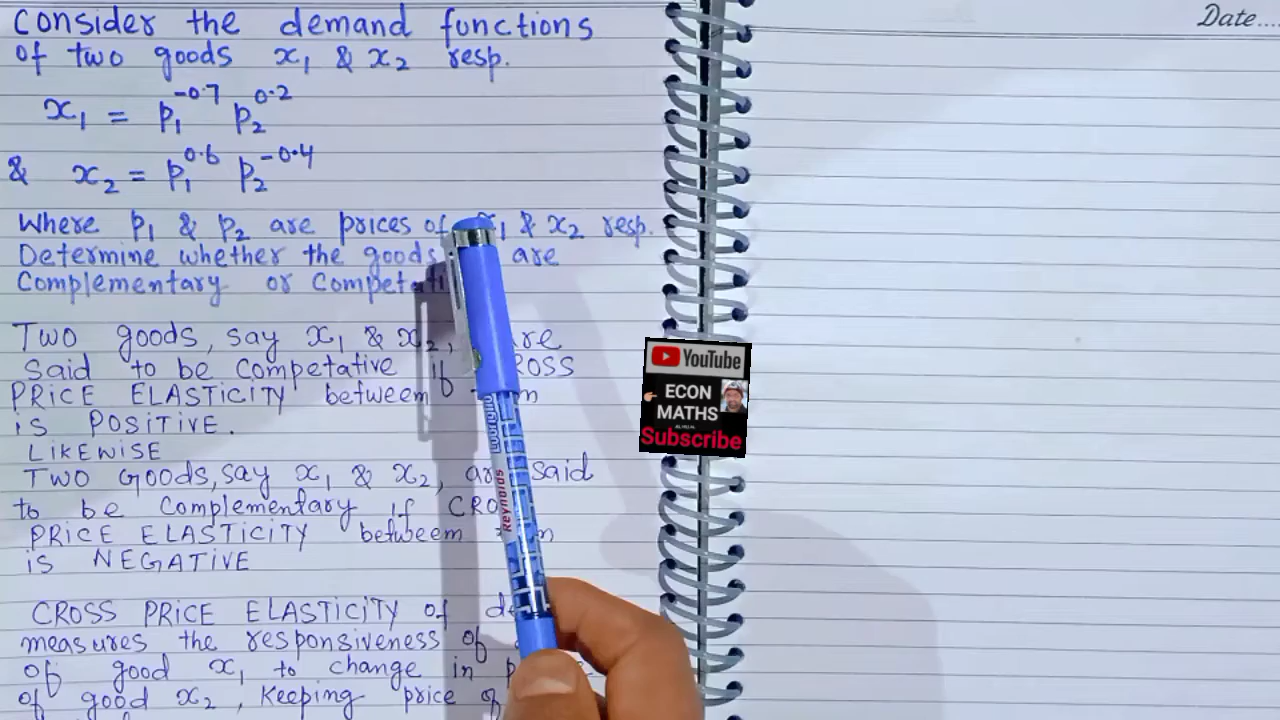 Consider the demand functions
of two goods x₁ & x₂ resp.
x₁ = p₁^-0.7 p₂^0.2
& x₂ = p₁^0.6 p₂^-0.4
Where p₁ & p₂ are prices of x₁ & x₂ resp.
Determine whether the goods are
Complementary or
Two goods, say x₁ & x₂, are
Said to be Competative if
PRICE ELASTICITY betweem
is POSITIVE.
LIKEWISE
TWO GOODS, say x₁ & x₂, are said
to be Complementary if
PRICE ELASTICITY betweem
is NEGATIVE
CROSS PRICE ELASTICITY of
measures the responsiveness of
of good x₁ to change in
of good x₂, Keeping price of
Date....
YouTube
ECON
MATHS
Subscribe
Reynolds